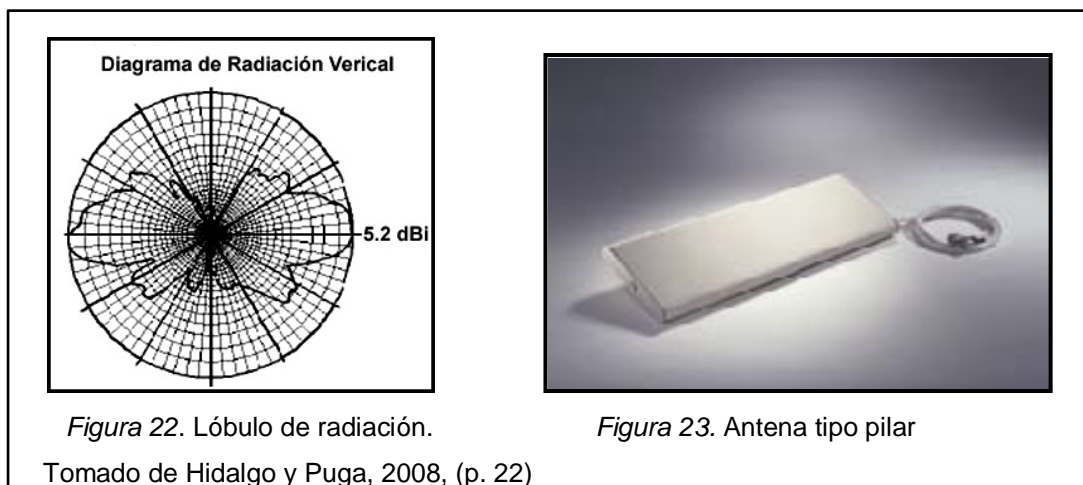 Diagrama de Radiación Verical
5.2 dBi
Figura 22. Lóbulo de radiación.
Figura 23. Antena tipo pilar
Tomado de Hidalgo y Puga, 2008, (p. 22)